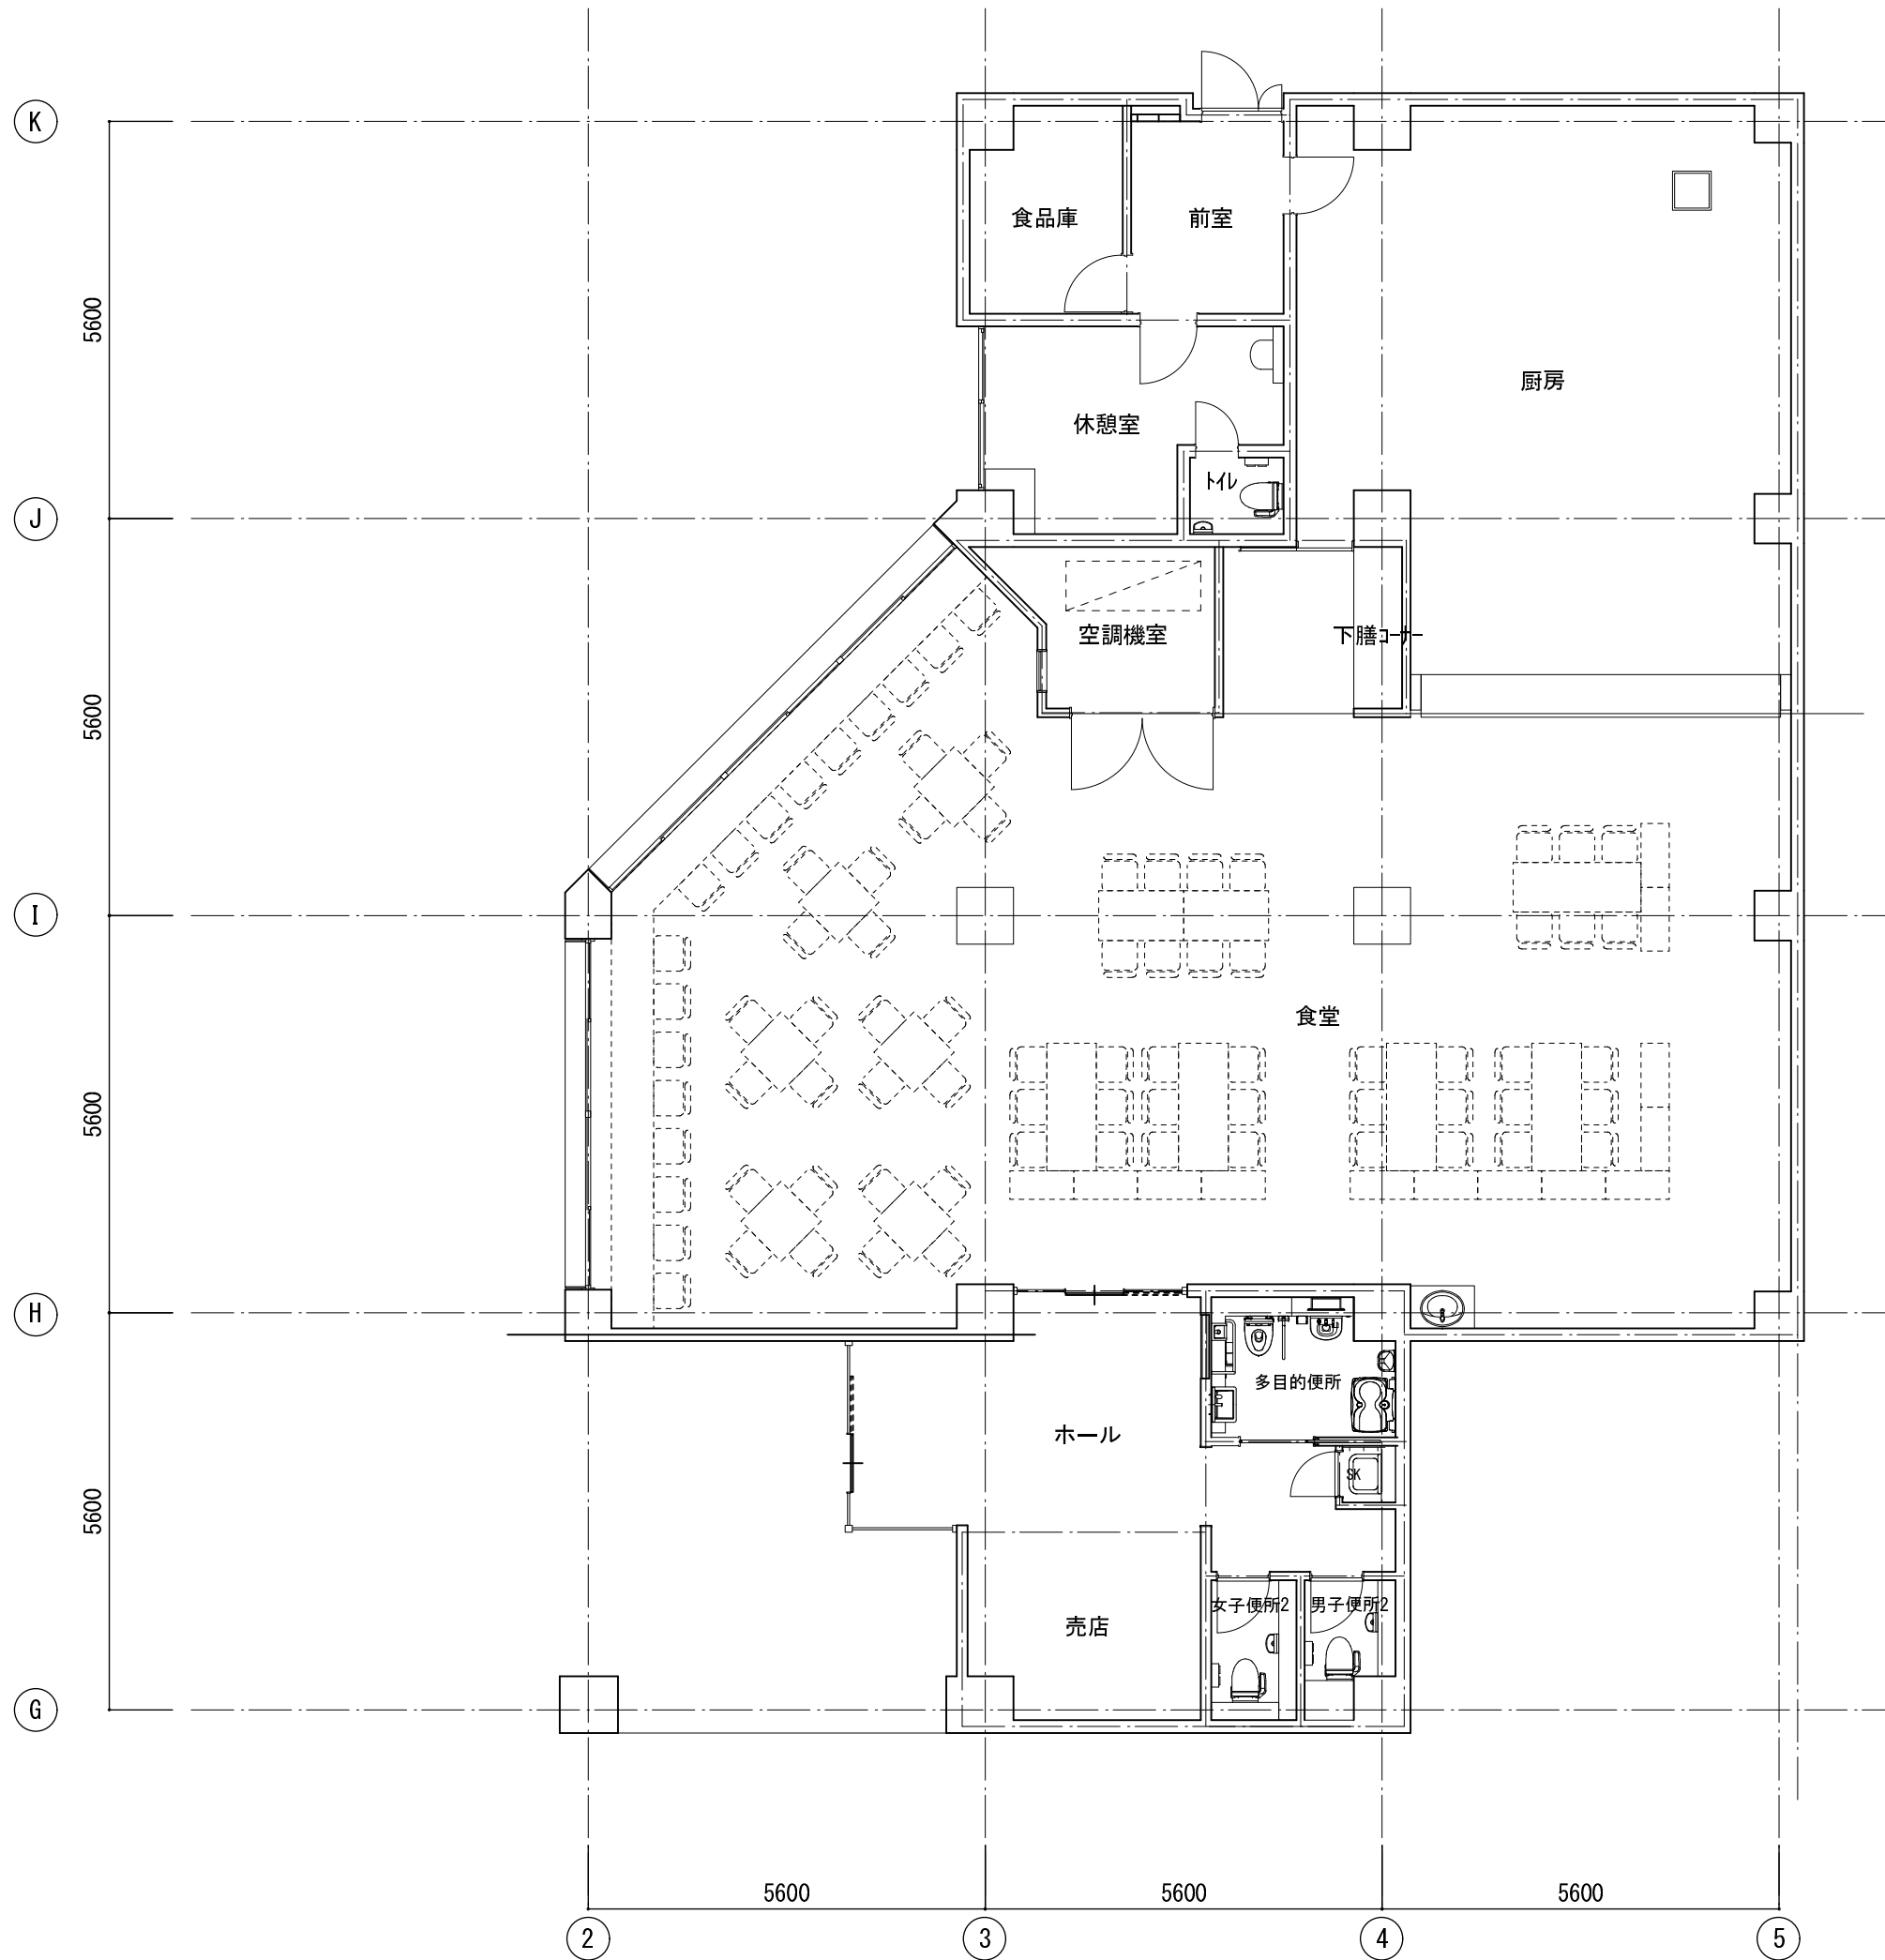 K
食品庫
前室
5600
厨房
休憩室
トイレ
J
空調機室
下膳コーナー
5600
I
食堂
5600
H
多目的便所
ホール
SK
5600
女子便所2
男子便所2
売店
G
5600
5600
5600
2
3
4
5